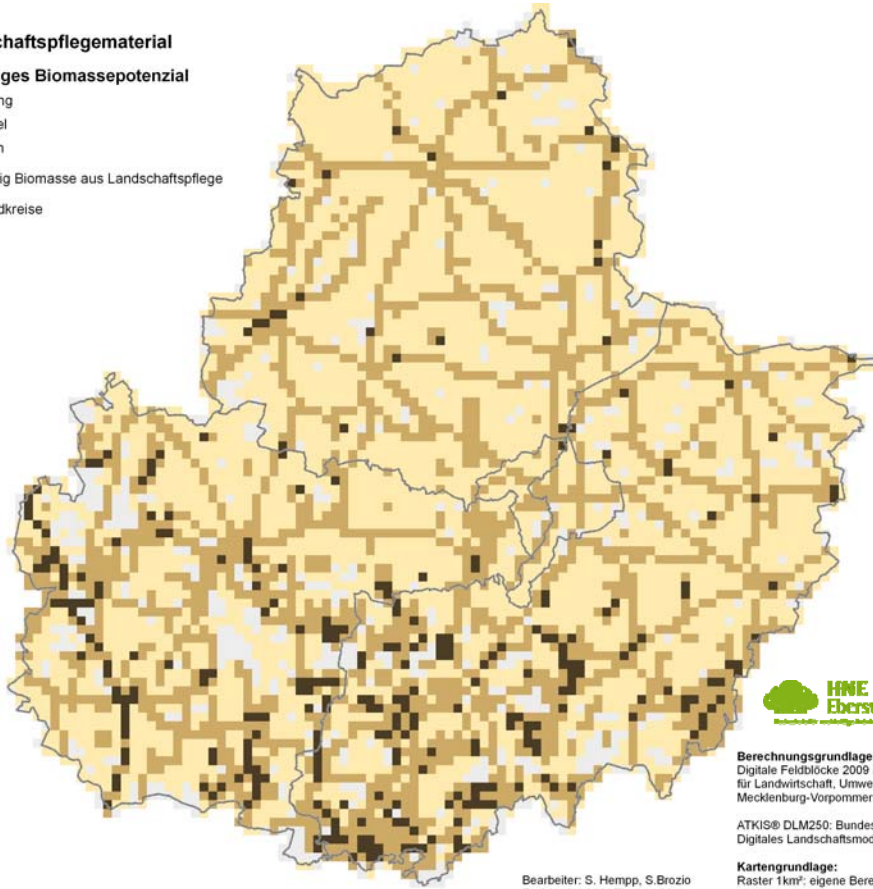 chaftspflegematerial
ges Biomassepotenzial
ng
el
n
ig Biomasse aus Landschaftspflege
dkreise
HNE
Ebersw
Berechnungsgrundlage
Digitale Feldblöcke 2009
für Landwirtschaft, Umwe
Mecklenburg-Vorpommer
ATKIS® DLM250: Bundes
Digitales Landschaftsmod
Kartengrundlage:
Raster 1km²: eigene Bere
Bearbeiter: S. Hempp, S.Brozio